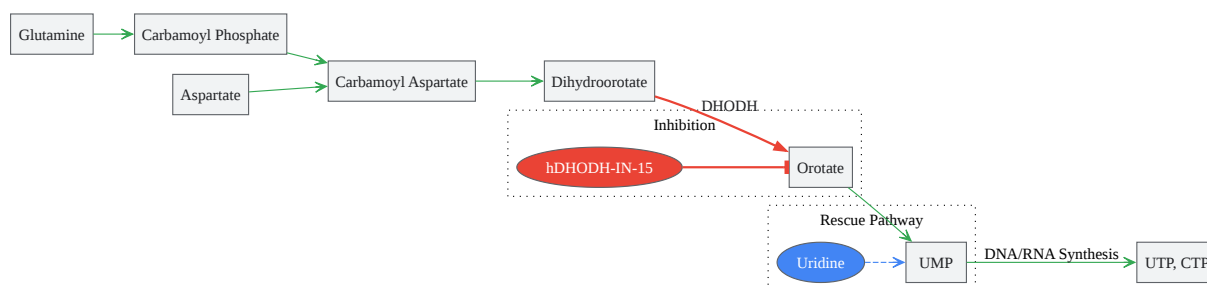 Glutamine
Carbamoyl Phosphate
Aspartate
Carbamoyl Aspartate
Dihydroorotate
DHODH
Inhibition
hDHODH-IN-15
Orotate
Rescue Pathway
Uridine
UMP
DNA/RNA Synthesis
UTP, CTP